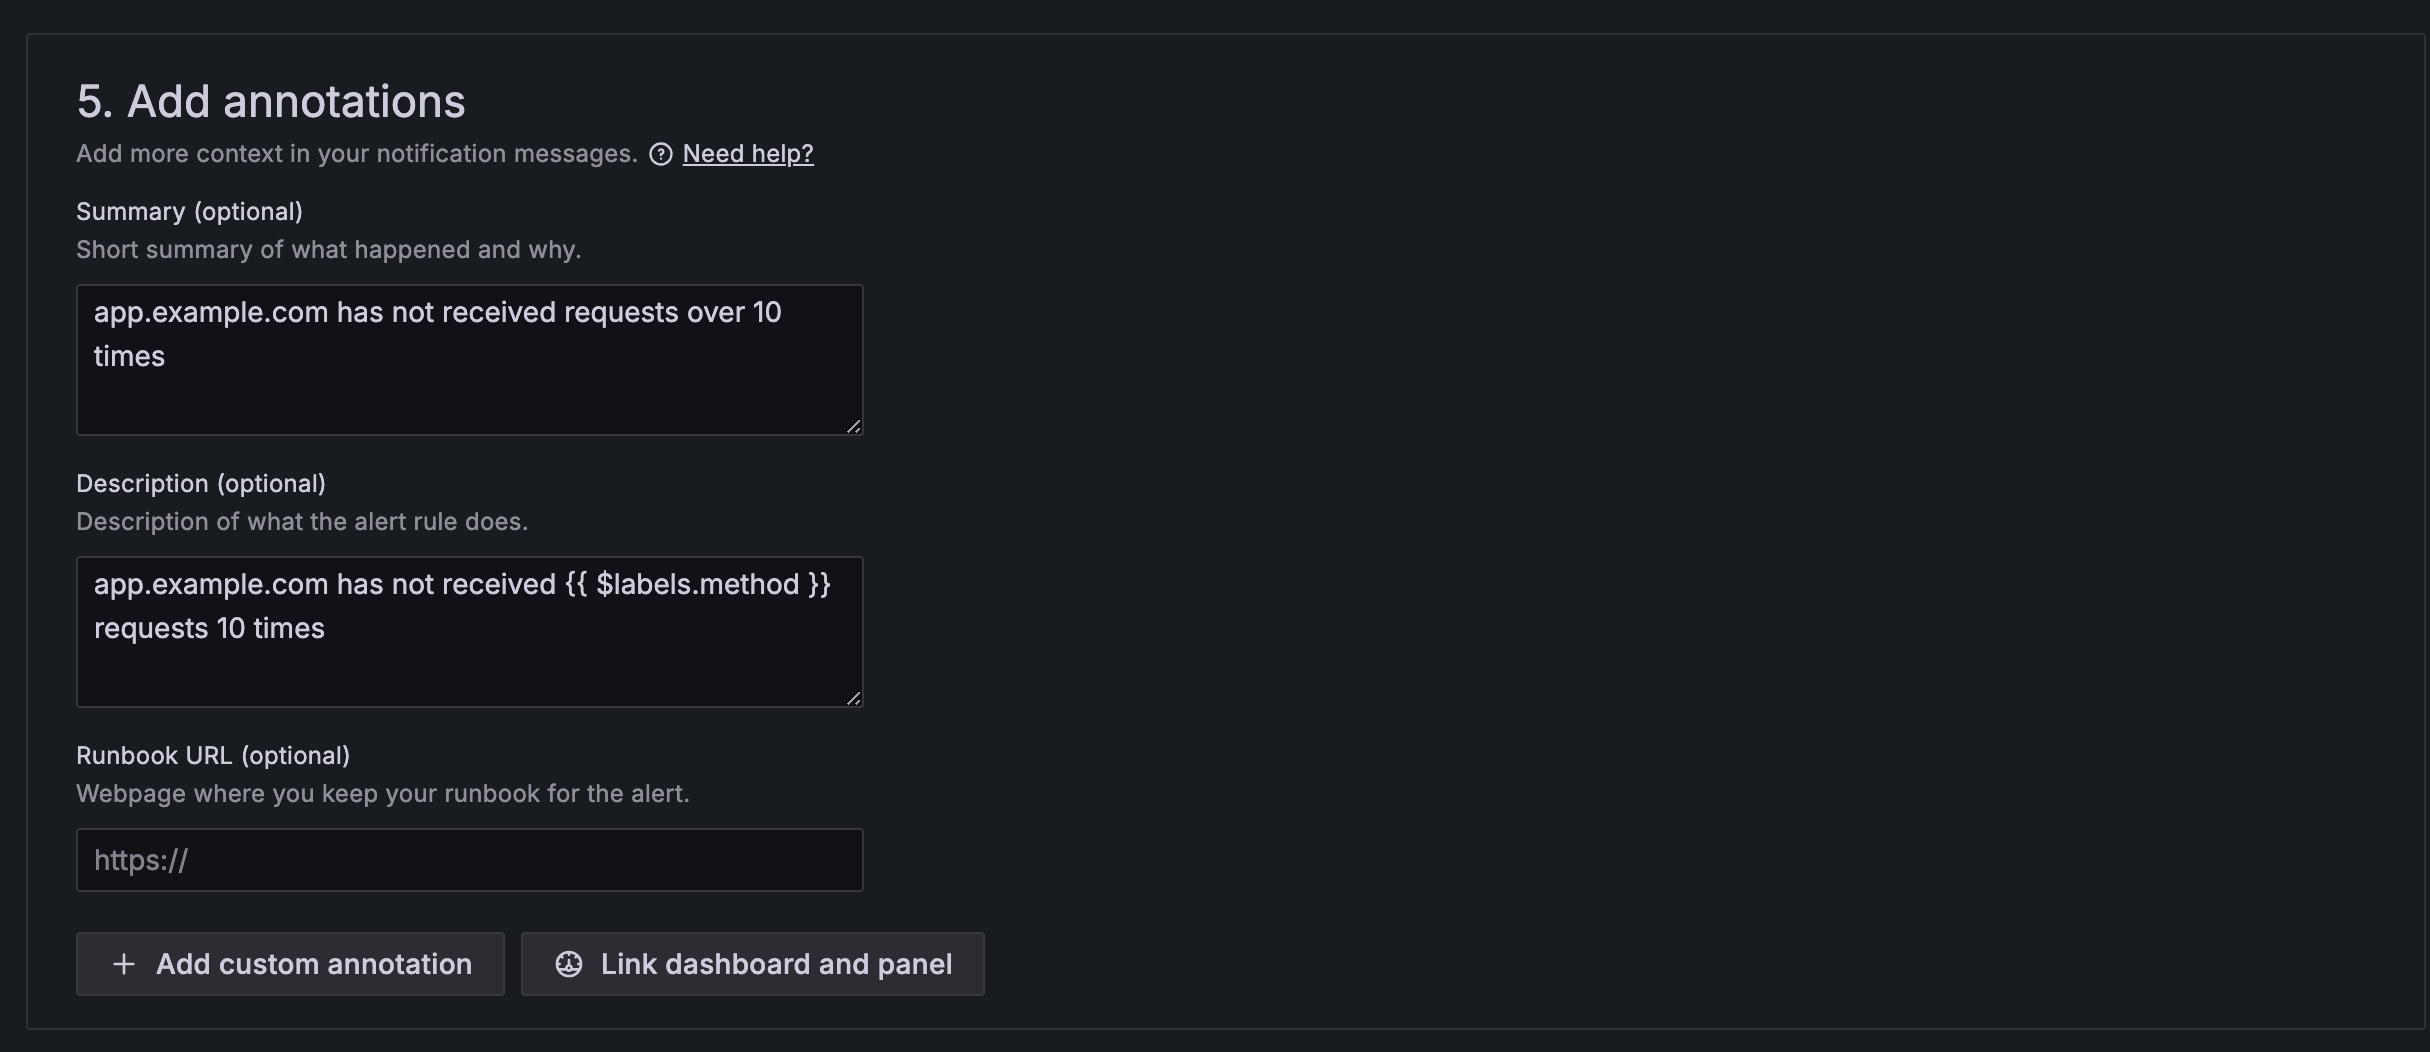 5. Add annotations
Add more context in your notification messages. Need help?
Summary (optional)
Short summary of what happened and why.
app.example.com has not received requests over 10
times
Description (optional)
Description of what the alert rule does.
app.example.com has not received {{ $labels.method }}
requests 10 times
Runbook URL (optional)
Webpage where you keep your runbook for the alert.
https://
Add custom annotation
Link dashboard and panel